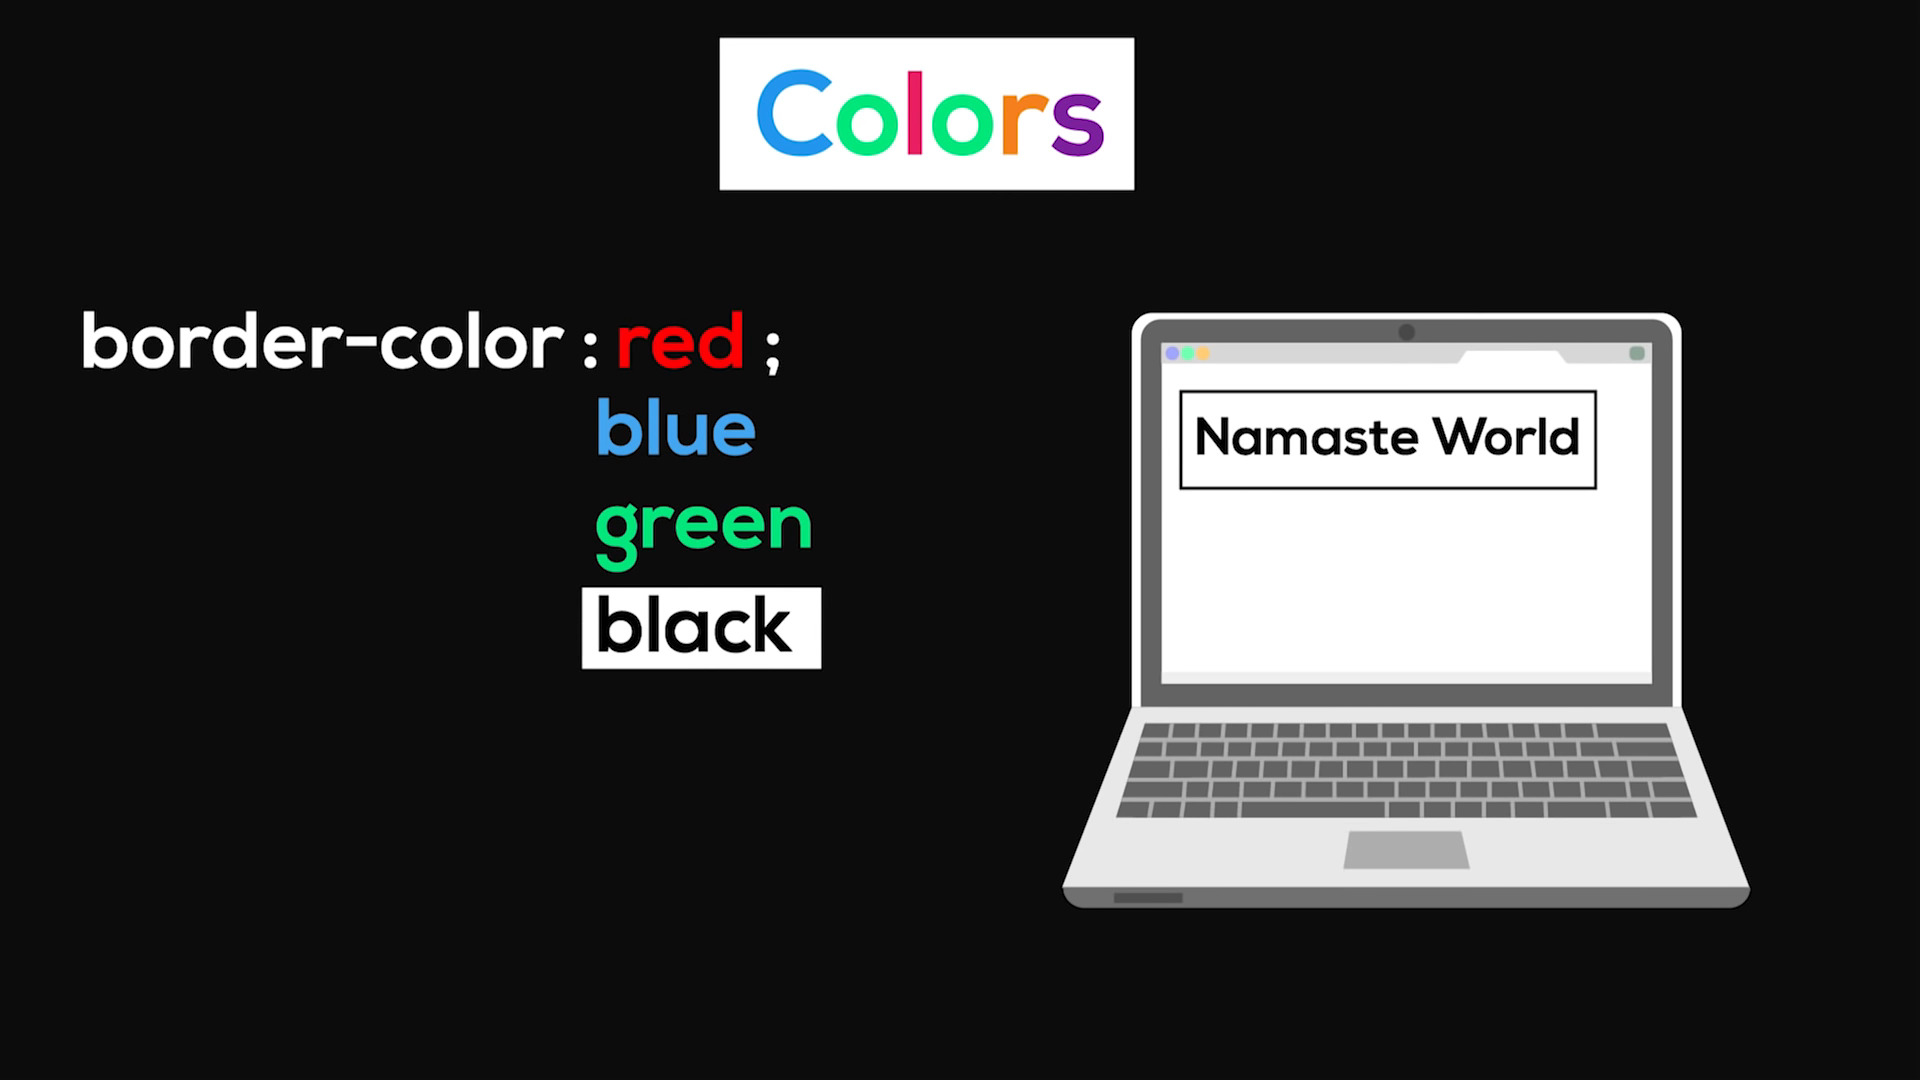 Colors
border-color : red ;
blue
green
black
Namaste World